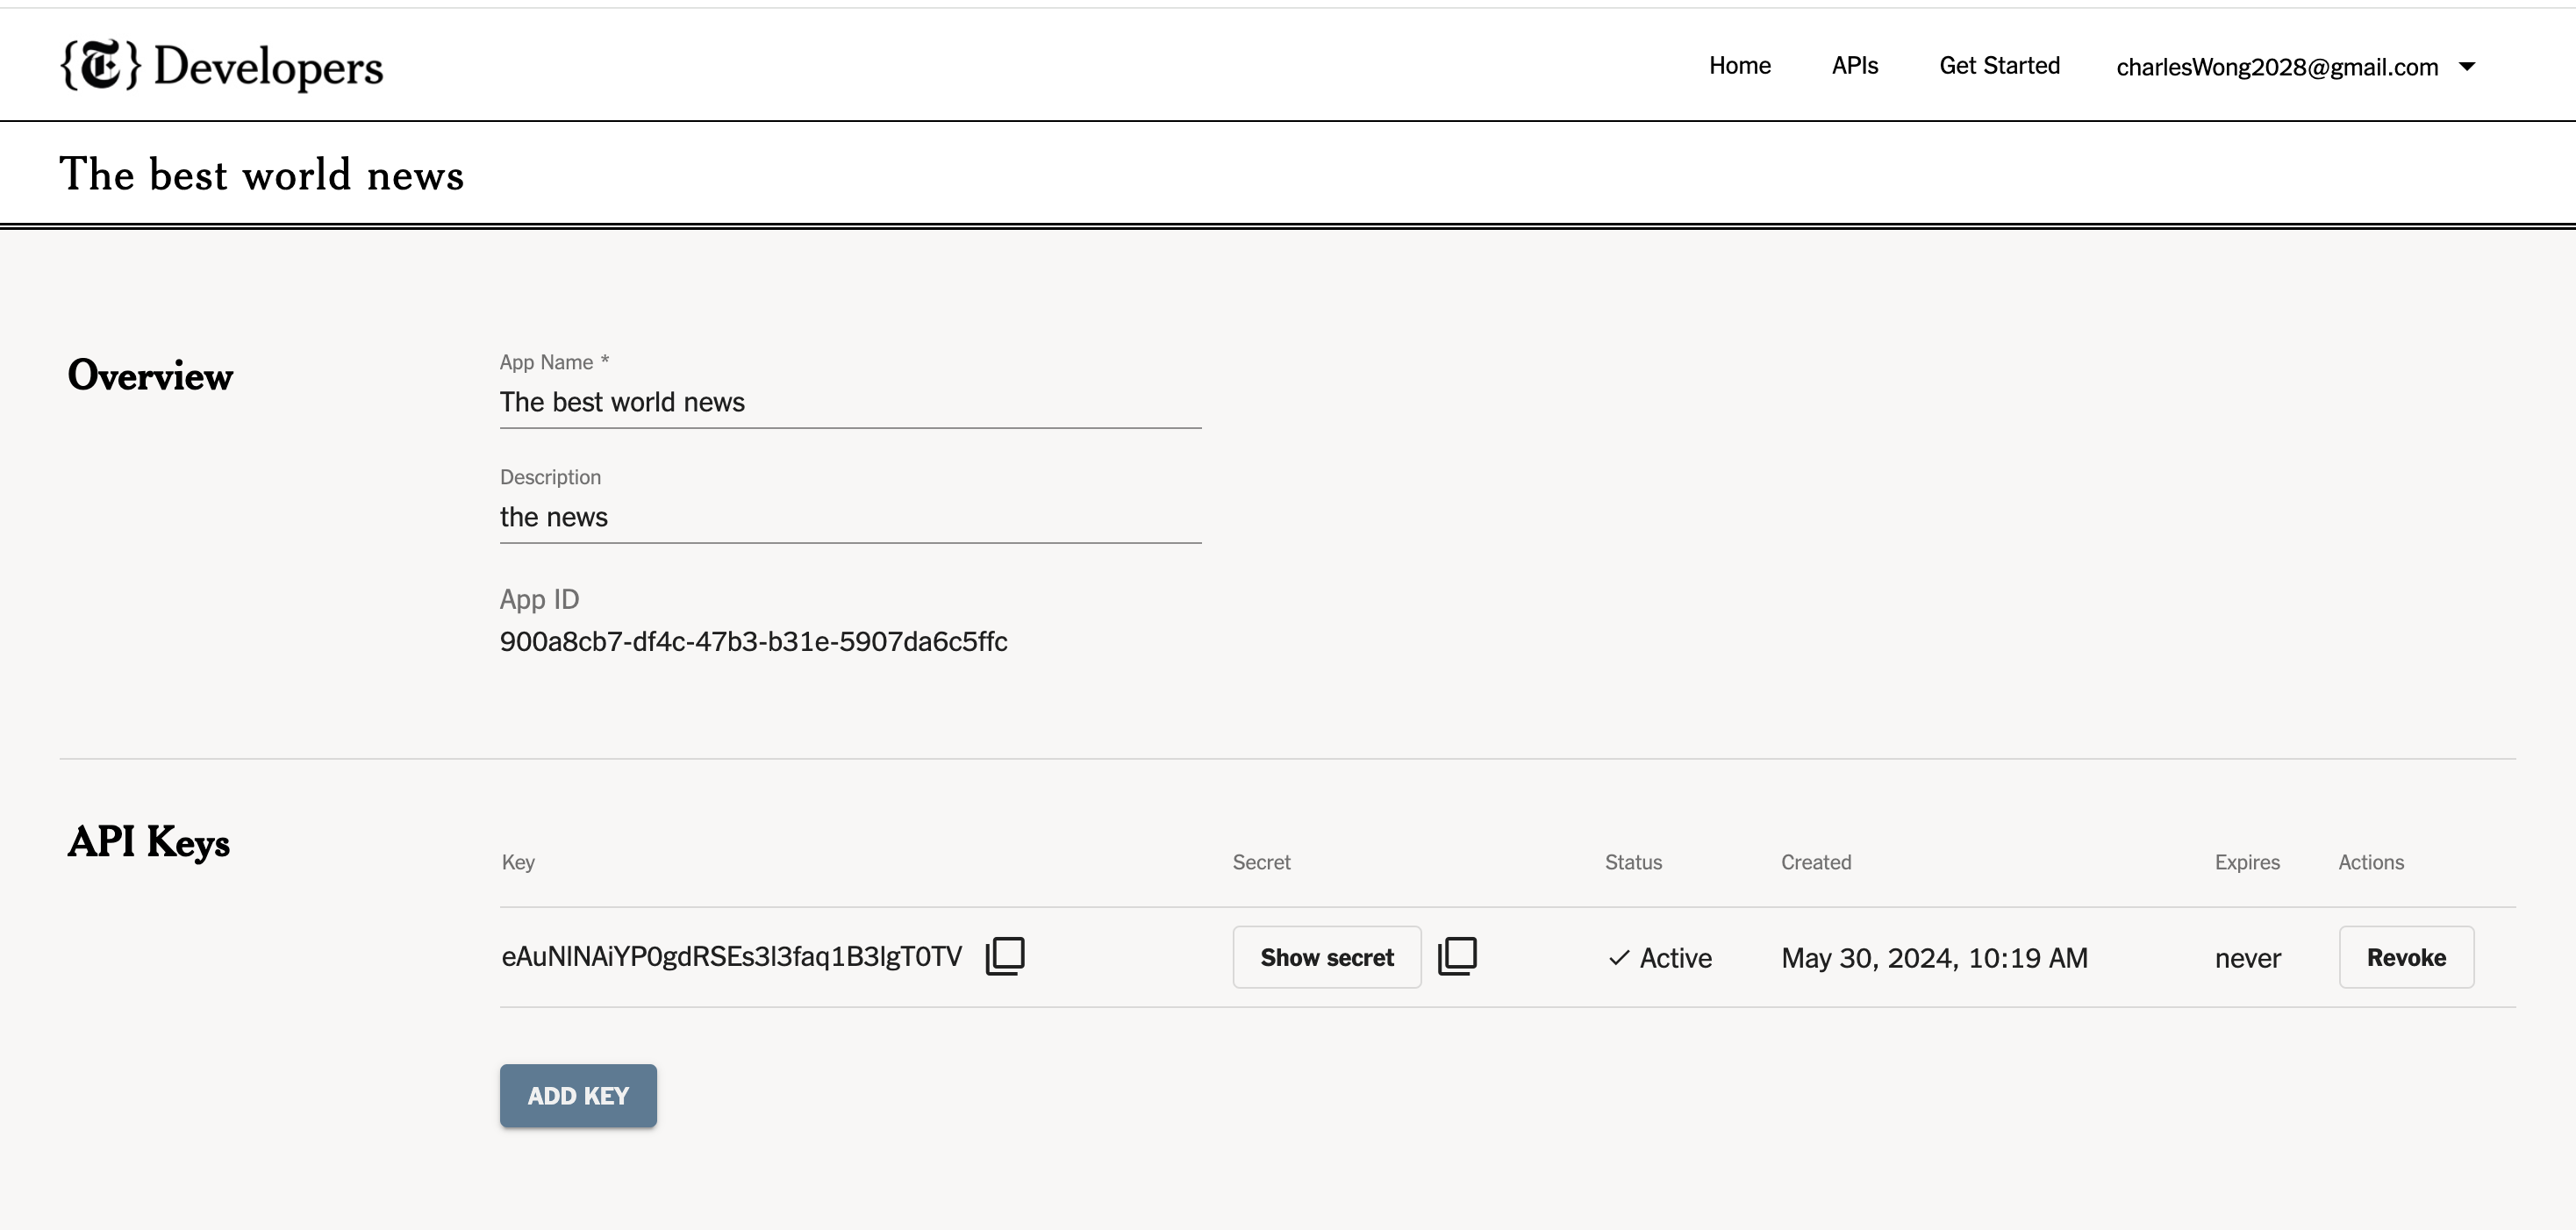 {T} Developers
Home APIs Get Started charlesWong2028@gmail.com
The best world news
Overview
App Name *
The best world news
Description
the news
App ID
900a8cb7-df4c-47b3-b31e-5907da6c5ffc
API Keys
Key Secret Status Created Expires Actions
eAuNlNAiYP0gdRSEs3l3faq1B3lgT0TV Show secret ✓ Active May 30, 2024, 10:19 AM never Revoke
ADD KEY